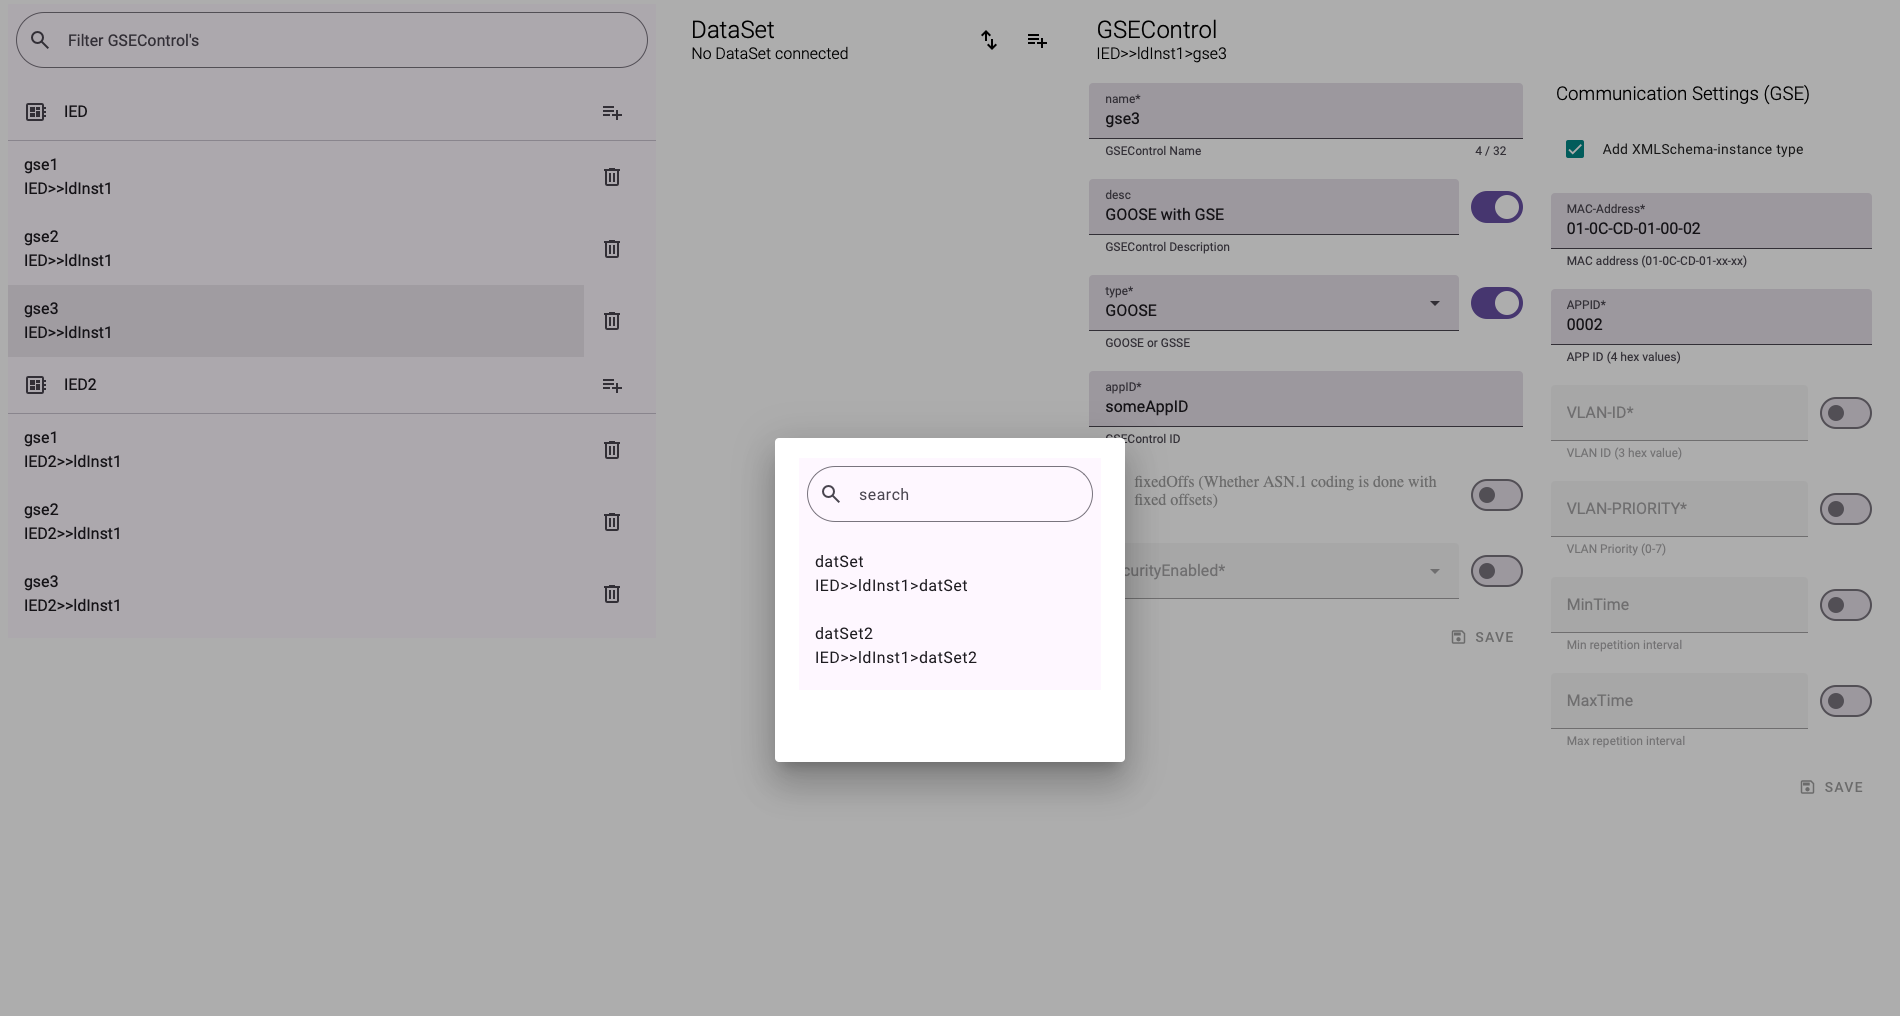 Filter GSEControl's
IED
gse1
IED>>ldInst1
gse2
IED>>ldInst1
gse3
IED>>ldInst1
IED2
gse1
IED2>>ldInst1
gse2
IED2>>ldInst1
gse3
IED2>>ldInst1
DataSet
No DataSet connected
GSEControl
IED>>ldInst1>gse3
name*
gse3
GSEControl Name
4 / 32
desc
GOOSE with GSE
GSEControl Description
type*
GOOSE
GOOSE or GSSE
appID*
someAppID
GSEControl ID
fixedOffs (Whether ASN.1 coding is done with
fixed offsets)
curityEnabled*
SAVE
Communication Settings (GSE)
Add XMLSchema-instance type
MAC-Address*
01-0C-CD-01-00-02
MAC address (01-0C-CD-01-xx-xx)
APPID*
0002
APP ID (4 hex values)
VLAN-ID*
VLAN ID (3 hex value)
VLAN-PRIORITY*
VLAN Priority (0-7)
MinTime
Min repetition interval
MaxTime
Max repetition interval
SAVE
search
datSet
IED>>ldInst1>datSet
datSet2
IED>>ldInst1>datSet2